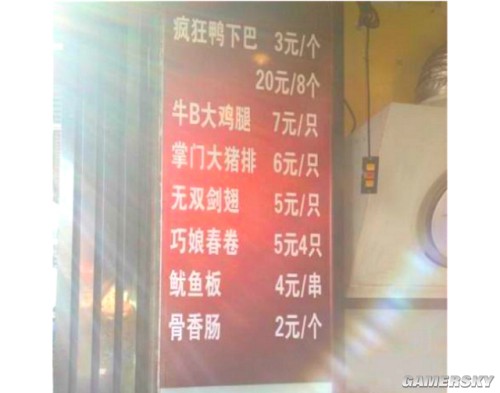 疯狂鸭下巴 3元/个
20元/8个
牛B大鸡腿 7元/只
掌门大猪排 6元/只
无双剑翅 5元/只
巧娘春卷 5元4只
鱿鱼板 4元/串
骨香肠 2元/个
GAMERSKY